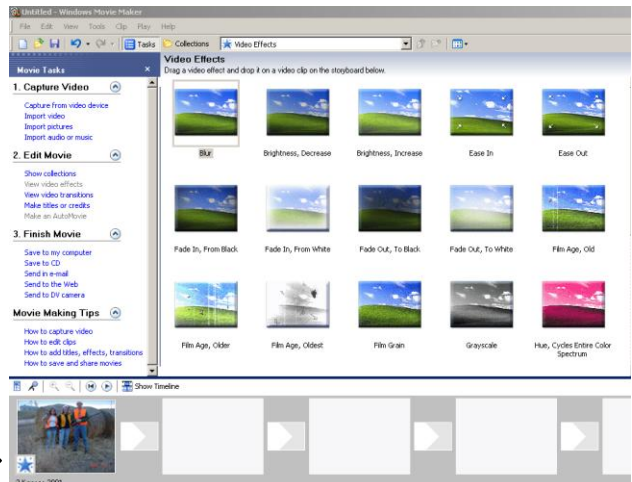 Untitled - Windows Movie Maker
File Edit View Tools Clip Play Help
Tasks Collections Video Effects
Movie Tasks
Video Effects
Drag a video effect and drop it on a video clip on the storyboard below.
1. Capture Video
Capture from video device
Import video
Import pictures
Import audio or music
2. Edit Movie
Show collections
View video effects
View video transitions
Make titles or credits
Make an AutoMovie
3. Finish Movie
Save to my computer
Save to CD
Send in e-mail
Send to the Web
Send to DV camera
Movie Making Tips
How to capture video
How to edit clips
How to add titles, effects, transitions
How to save and share movies
Blur Brightness, Decrease Brightness, Increase Ease In Ease Out
Fade In, From Black Fade In, From White Fade Out, To Black Fade Out, To White Film Age, Old
Film Age, Older Film Age, Oldest Film Grain Grayscale Hue, Cycles Entire Color
Spectrum
Show Timeline